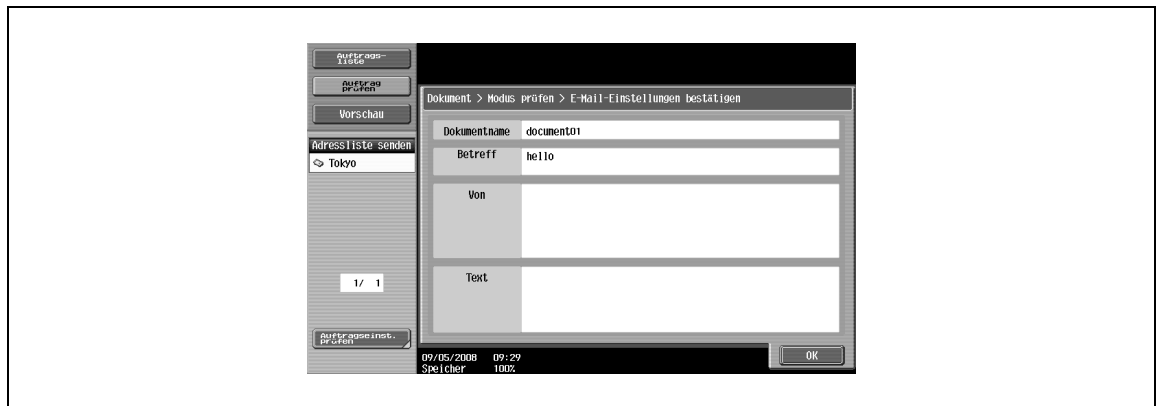 Auftrags-
liste
Auftrag
prüfen
Vorschau
Adressliste senden
Tokyo
1/ 1
Auftragseinst.
prüfen
Dokument > Modus prüfen > E-Mail-Einstellungen bestätigen
Dokumentname document01
Betreff hello
Von
Text
09/05/2008 09:29
Speicher 100%
OK